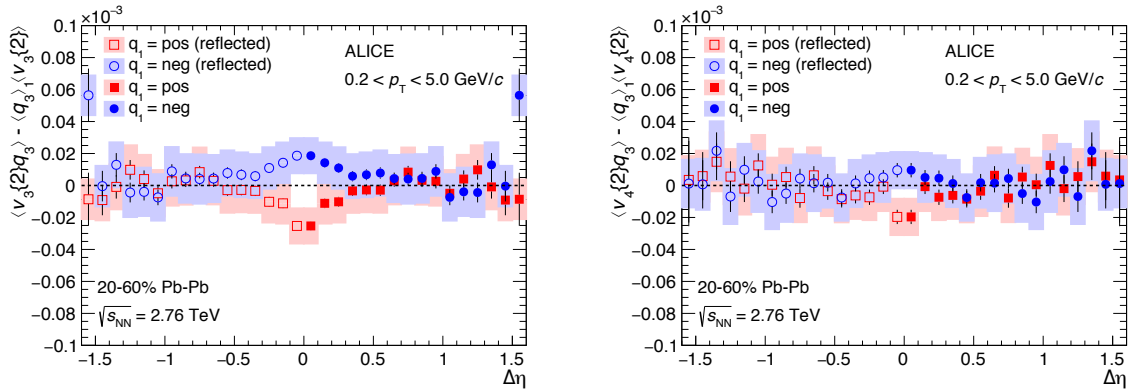 ×10⁻³
⟨v₃{2}q₃⟩ - ⟨q₃⟩₁⟨v₃{2}⟩
0.1
0.08
0.06
0.04
0.02
0
−0.02
−0.04
−0.06
−0.08
−0.1
q₁ = pos (reflected)
q₁ = neg (reflected)
q₁ = pos
q₁ = neg
ALICE
0.2 < p_T < 5.0 GeV/c
20-60% Pb-Pb
√s_NN = 2.76 TeV
−1.5 −1 −0.5 0 0.5 1 1.5
Δη
×10⁻³
⟨v₄{2}q₃⟩ - ⟨q₃⟩₁⟨v₄{2}⟩
0.1
0.08
0.06
0.04
0.02
0
−0.02
−0.04
−0.06
−0.08
−0.1
q₁ = pos (reflected)
q₁ = neg (reflected)
q₁ = pos
q₁ = neg
ALICE
0.2 < p_T < 5.0 GeV/c
20-60% Pb-Pb
√s_NN = 2.76 TeV
−1.5 −1 −0.5 0 0.5 1 1.5
Δη